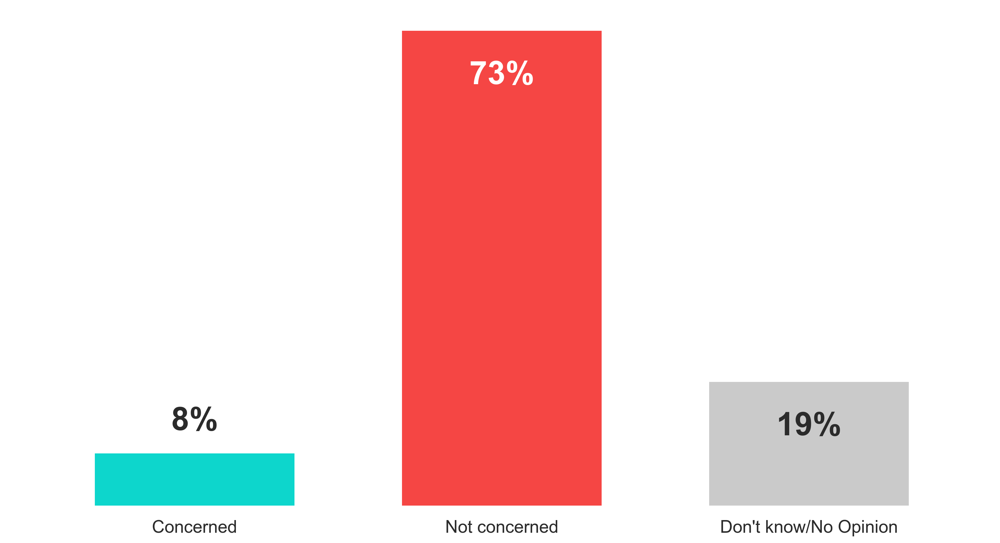 73%
8%
19%
Concerned
Not concerned
Don't know/No Opinion